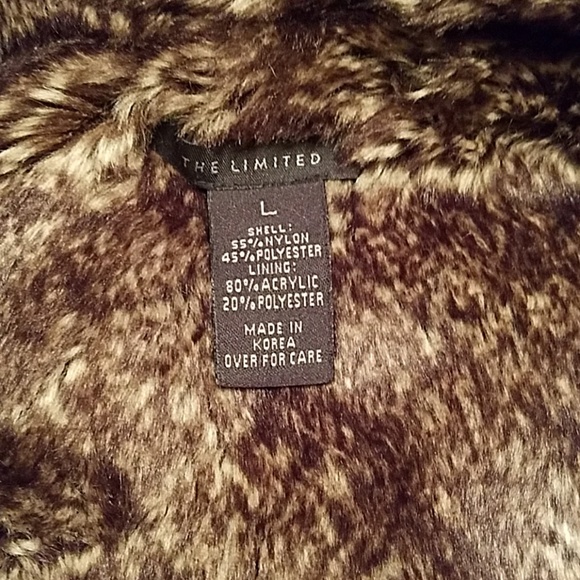 THE LIMITED
L
SHELL:
55%NYLON
45%POLYESTER
LINING:
80%ACRYLIC
20%POLYESTER
MADE IN
KOREA
OVER FOR CARE